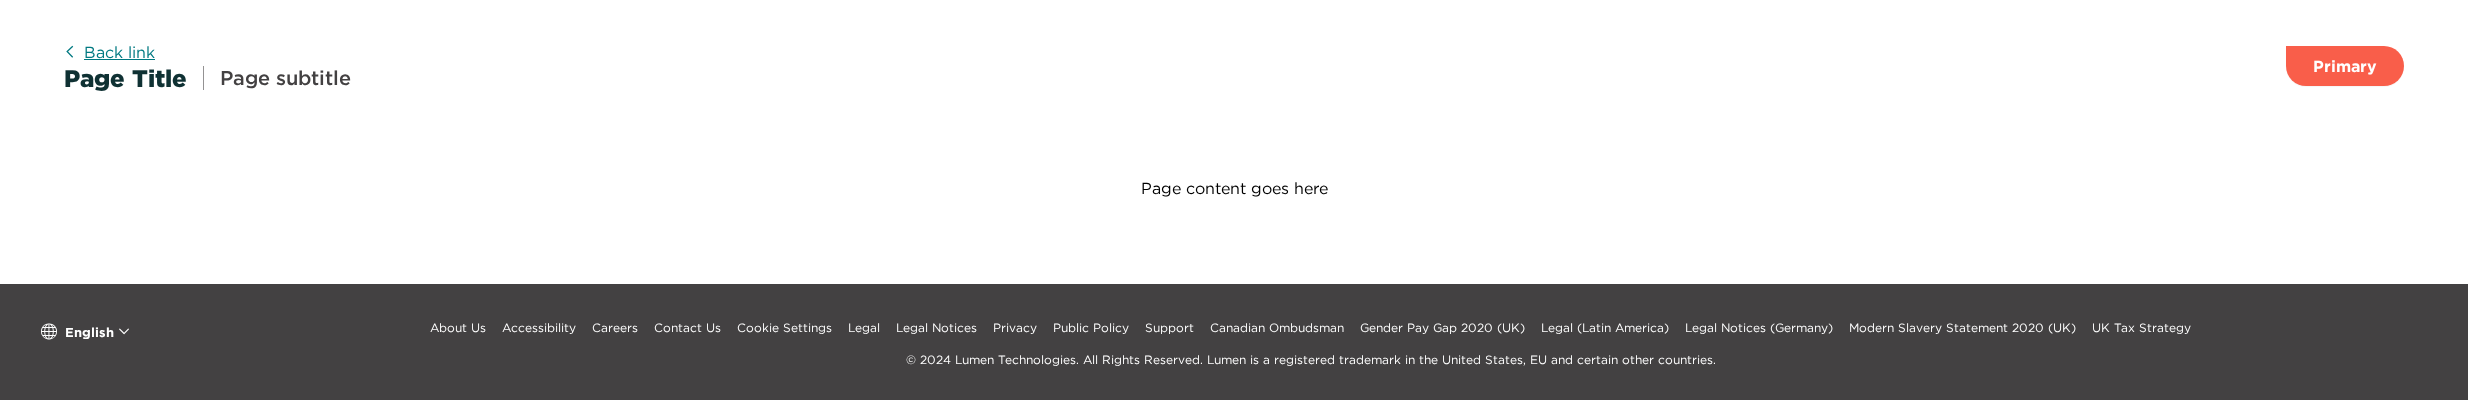 Back link
Page Title Page subtitle
Primary
Page content goes here
English
About Us Accessibility Careers Contact Us Cookie Settings Legal Legal Notices Privacy Public Policy Support Canadian Ombudsman Gender Pay Gap 2020 (UK) Legal (Latin America) Legal Notices (Germany) Modern Slavery Statement 2020 (UK) UK Tax Strategy
© 2024 Lumen Technologies. All Rights Reserved. Lumen is a registered trademark in the United States, EU and certain other countries.